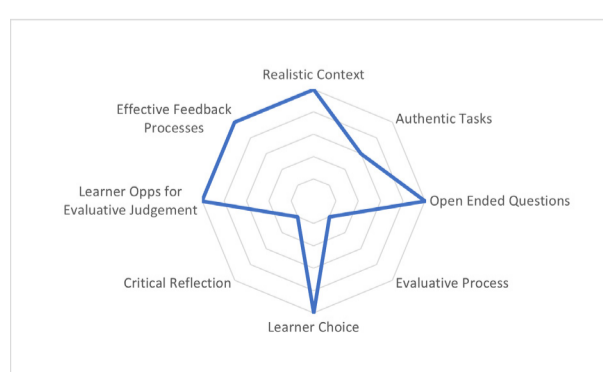 Realistic Context
Effective Feedback
Processes
Authentic Tasks
Learner Opps for
Evaluative Judgement
Open Ended Questions
Critical Reflection
Evaluative Process
Learner Choice